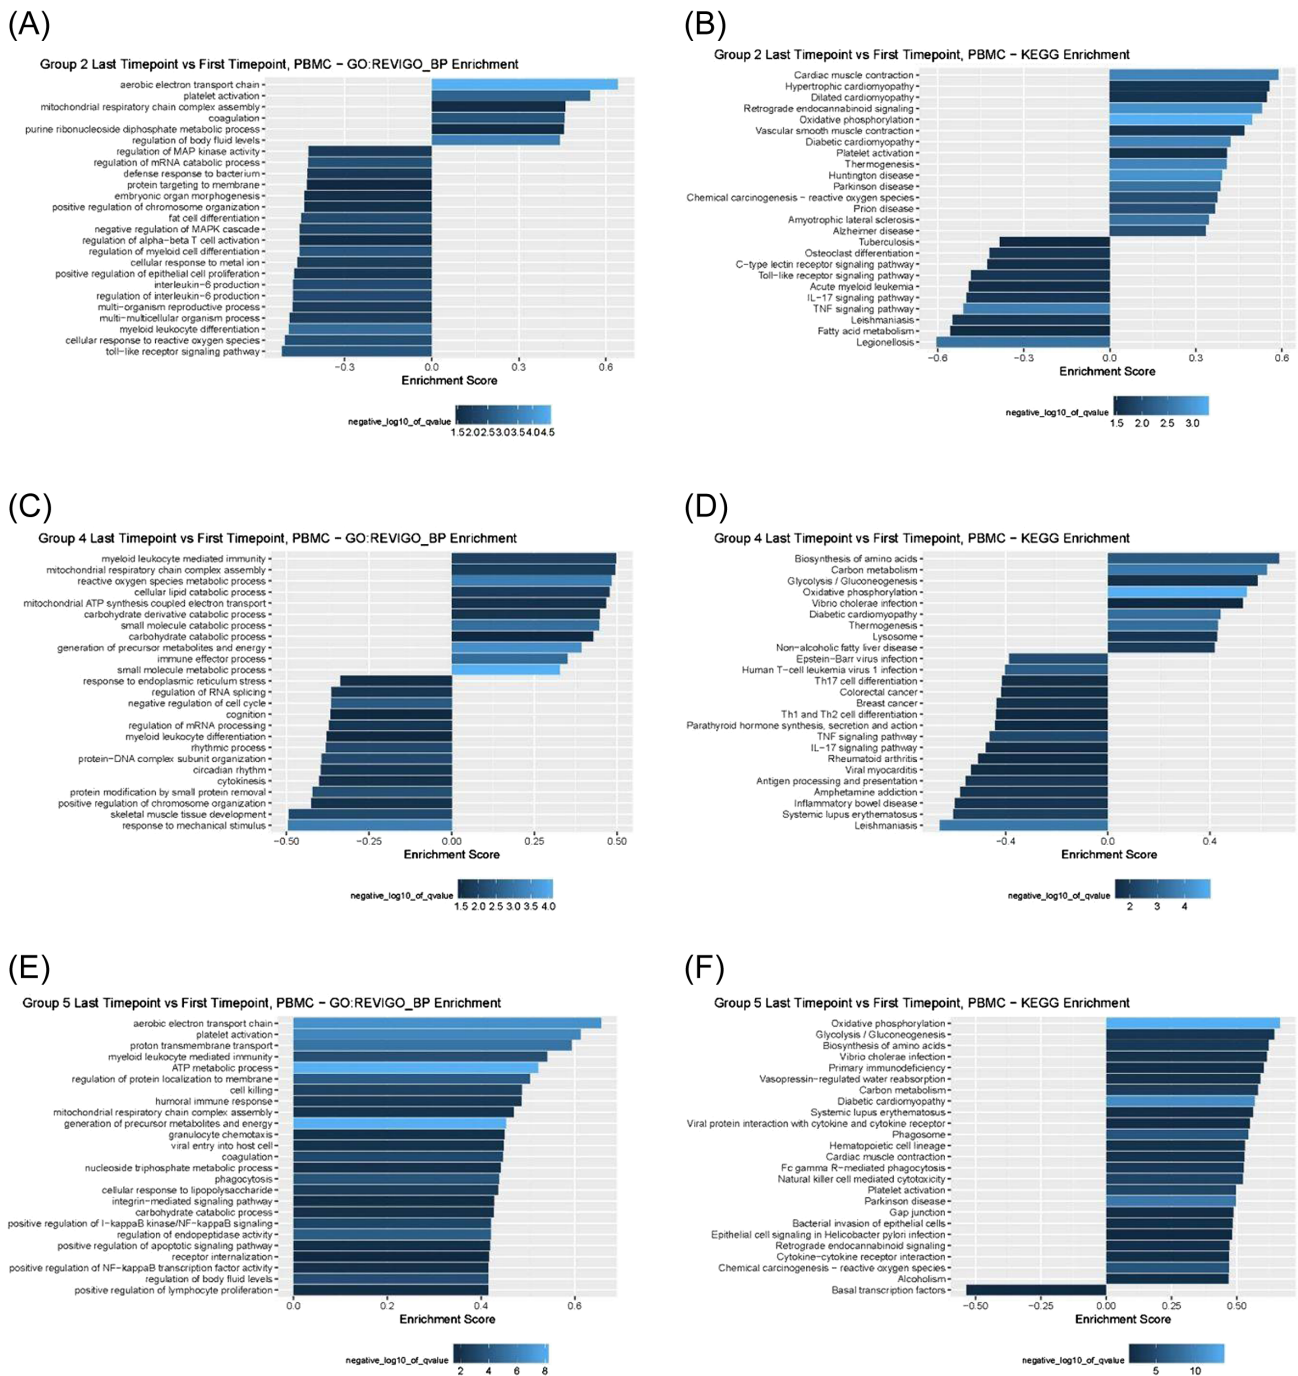 (A)
Group 2 Last Timepoint vs First Timepoint, PBMC − GO:REVIGO_BP Enrichment
aerobic electron transport chain
platelet activation
mitochondrial respiratory chain complex assembly
coagulation
purine ribonucleoside diphosphate metabolic process
regulation of body fluid levels
regulation of MAP kinase activity
regulation of mRNA catabolic process
defense response to bacterium
protein targeting to membrane
embryonic organ morphogenesis
positive regulation of chromosome organization
fat cell differentiation
negative regulation of MAPK cascade
regulation of alpha−beta T cell activation
regulation of myeloid cell differentiation
cellular response to metal ion
positive regulation of epithelial cell proliferation
interleukin−6 production
regulation of interleukin−6 production
multi−organism reproductive process
multi−multicellular organism process
myeloid leukocyte differentiation
cellular response to reactive oxygen species
toll−like receptor signaling pathway
−0.3 0.0 0.3 0.6
Enrichment Score
negative_log10_of_qvalue
1.5 2.0 2.5 3.0 3.5 4.0 4.5
(B)
Group 2 Last Timepoint vs First Timepoint, PBMC − KEGG Enrichment
Cardiac muscle contraction
Hypertrophic cardiomyopathy
Dilated cardiomyopathy
Retrograde endocannabinoid signaling
Oxidative phosphorylation
Vascular smooth muscle contraction
Diabetic cardiomyopathy
Platelet activation
Thermogenesis
Huntington disease
Parkinson disease
Chemical carcinogenesis − reactive oxygen species
Prion disease
Amyotrophic lateral sclerosis
Alzheimer disease
Tuberculosis
Osteoclast differentiation
C−type lectin receptor signaling pathway
Toll−like receptor signaling pathway
Acute myeloid leukemia
IL−17 signaling pathway
TNF signaling pathway
Leishmaniasis
Fatty acid metabolism
Legionellosis
−0.6 −0.3 0.0 0.3 0.6
Enrichment Score
negative_log10_of_qvalue
1.5 2.0 2.5 3.0
(C)
Group 4 Last Timepoint vs First Timepoint, PBMC − GO:REVIGO_BP Enrichment
myeloid leukocyte mediated immunity
mitochondrial respiratory chain complex assembly
reactive oxygen species metabolic process
cellular lipid catabolic process
mitochondrial ATP synthesis coupled electron transport
carbohydrate derivative catabolic process
small molecule catabolic process
carbohydrate catabolic process
generation of precursor metabolites and energy
immune effector process
small molecule metabolic process
response to endoplasmic reticulum stress
regulation of RNA splicing
negative regulation of cell cycle
cognition
regulation of mRNA processing
myeloid leukocyte differentiation
rhythmic process
protein−DNA complex subunit organization
circadian rhythm
cytokinesis
protein modification by small protein removal
positive regulation of chromosome organization
skeletal muscle tissue development
response to mechanical stimulus
−0.50 −0.25 0.00 0.25 0.50
Enrichment Score
negative_log10_of_qvalue
1.5 2.0 2.5 3.0 3.5 4.0
(D)
Group 4 Last Timepoint vs First Timepoint, PBMC − KEGG Enrichment
Biosynthesis of amino acids
Carbon metabolism
Glycolysis / Gluconeogenesis
Oxidative phosphorylation
Vibrio cholerae infection
Diabetic cardiomyopathy
Thermogenesis
Lysosome
Non−alcoholic fatty liver disease
Epstein−Barr virus infection
Human T−cell leukemia virus 1 infection
Th17 cell differentiation
Colorectal cancer
Breast cancer
Th1 and Th2 cell differentiation
Parathyroid hormone synthesis, secretion and action
TNF signaling pathway
IL−17 signaling pathway
Rheumatoid arthritis
Viral myocarditis
Antigen processing and presentation
Amphetamine addiction
Inflammatory bowel disease
Systemic lupus erythematosus
Leishmaniasis
−0.4 0.0 0.4
Enrichment Score
negative_log10_of_qvalue
2 3 4
(E)
Group 5 Last Timepoint vs First Timepoint, PBMC − GO:REVIGO_BP Enrichment
aerobic electron transport chain
platelet activation
proton transmembrane transport
myeloid leukocyte mediated immunity
ATP metabolic process
regulation of protein localization to membrane
cell killing
humoral immune response
mitochondrial respiratory chain complex assembly
generation of precursor metabolites and energy
granulocyte chemotaxis
viral entry into host cell
coagulation
nucleoside triphosphate metabolic process
phagocytosis
cellular response to lipopolysaccharide
integrin−mediated signaling pathway
carbohydrate catabolic process
positive regulation of I−kappaB kinase/NF−kappaB signaling
regulation of endopeptidase activity
positive regulation of apoptotic signaling pathway
receptor internalization
positive regulation of NF−kappaB transcription factor activity
regulation of body fluid levels
positive regulation of lymphocyte proliferation
0.0 0.2 0.4 0.6
Enrichment Score
negative_log10_of_qvalue
2 4 6 8
(F)
Group 5 Last Timepoint vs First Timepoint, PBMC − KEGG Enrichment
Oxidative phosphorylation
Glycolysis / Gluconeogenesis
Biosynthesis of amino acids
Vibrio cholerae infection
Primary immunodeficiency
Vasopressin−regulated water reabsorption
Carbon metabolism
Diabetic cardiomyopathy
Systemic lupus erythematosus
Viral protein interaction with cytokine and cytokine receptor
Phagosome
Hematopoietic cell lineage
Cardiac muscle contraction
Fc gamma R−mediated phagocytosis
Natural killer cell mediated cytotoxicity
Platelet activation
Parkinson disease
Gap junction
Bacterial invasion of epithelial cells
Epithelial cell signaling in Helicobacter pylori infection
Retrograde endocannabinoid signaling
Cytokine−cytokine receptor interaction
Chemical carcinogenesis − reactive oxygen species
Alcoholism
Basal transcription factors
−0.50 −0.25 0.00 0.25 0.50
Enrichment Score
negative_log10_of_qvalue
5 10